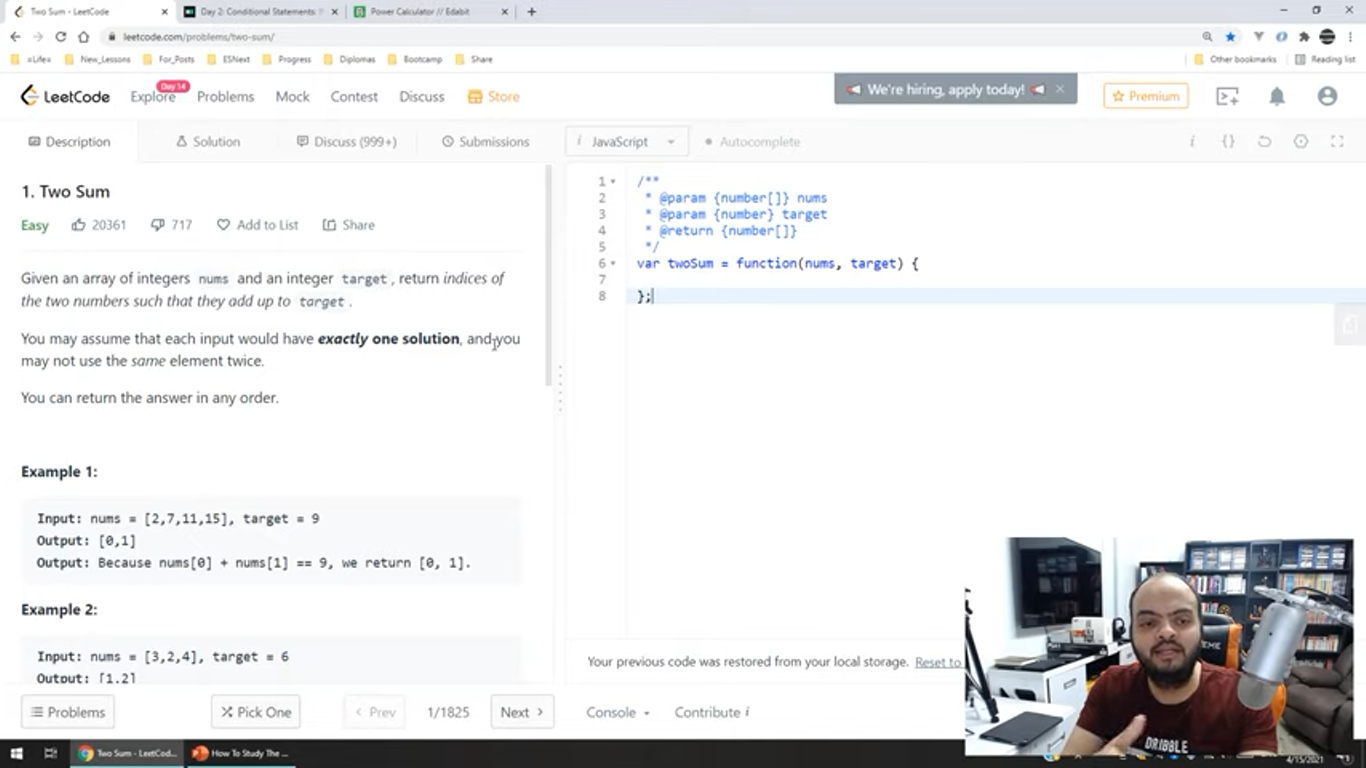 Two Sum - LeetCode
Day 2: Conditional Statements:
Power Calculator // Edabit
leetcode.com/problems/two-sum/
=Life=
New_Lessons
For_Posts
ESNext
Progress
Diplomas
Bootcamp
Share
Other bookmarks
Reading list
LeetCode
Explore
Day 14
Problems
Mock
Contest
Discuss
Store
We're hiring, apply today!
Premium
Description
Solution
Discuss (999+)
Submissions
i JavaScript
Autocomplete
1. Two Sum
Easy
20361
717
Add to List
Share
Given an array of integers nums and an integer target, return indices of
the two numbers such that they add up to target.
You may assume that each input would have exactly one solution, and you
may not use the same element twice.
You can return the answer in any order.
Example 1:
Input: nums = [2,7,11,15], target = 9
Output: [0,1]
Output: Because nums[0] + nums[1] == 9, we return [0, 1].
Example 2:
Input: nums = [3,2,4], target = 6
Output: [1,2]
1 /**
2 * @param {number[]} nums
3 * @param {number} target
4 * @return {number[]}
5 */
6 var twoSum = function(nums, target) {
7
8 };
Your previous code was restored from your local storage. Reset to
Problems
Pick One
< Prev
1/1825
Next >
Console
Contribute i
DRIBBLE
Two Sum - LeetCod...
How To Study The ...
4/15/2021